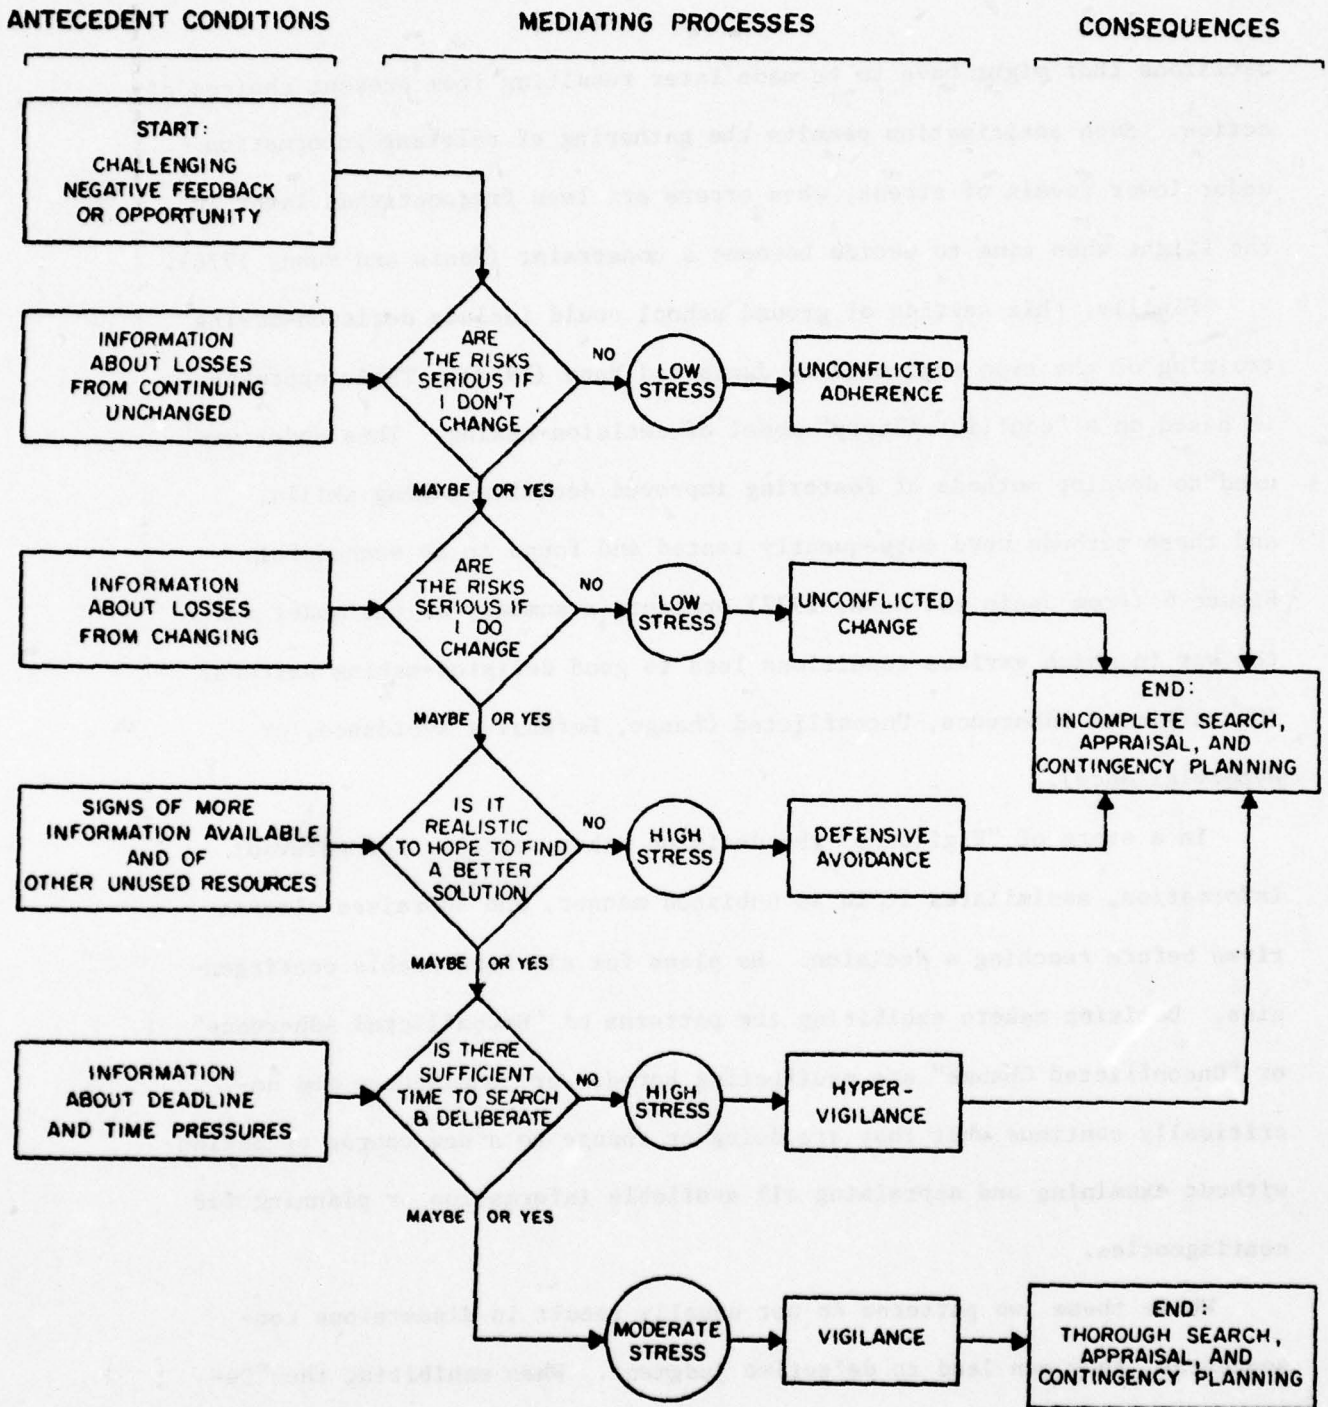 ANTECEDENT CONDITIONS
MEDIATING PROCESSES
CONSEQUENCES
START:
CHALLENGING
NEGATIVE FEEDBACK
OR OPPORTUNITY
INFORMATION
ABOUT LOSSES
FROM CONTINUING
UNCHANGED
ARE
THE RISKS
SERIOUS IF
I DON'T
CHANGE
NO
LOW
STRESS
UNCONFLICTED
ADHERENCE
MAYBE OR YES
INFORMATION
ABOUT LOSSES
FROM CHANGING
ARE
THE RISKS
SERIOUS IF
I DO
CHANGE
NO
LOW
STRESS
UNCONFLICTED
CHANGE
MAYBE OR YES
END:
INCOMPLETE SEARCH,
APPRAISAL, AND
CONTINGENCY PLANNING
SIGNS OF MORE
INFORMATION AVAILABLE
AND OF
OTHER UNUSED RESOURCES
IS IT
REALISTIC
TO HOPE TO FIND
A BETTER
SOLUTION
NO
HIGH
STRESS
DEFENSIVE
AVOIDANCE
MAYBE OR YES
INFORMATION
ABOUT DEADLINE
AND TIME PRESSURES
IS THERE
SUFFICIENT
TIME TO SEARCH
& DELIBERATE
NO
HIGH
STRESS
HYPER-
VIGILANCE
MAYBE OR YES
MODERATE
STRESS
VIGILANCE
END:
THOROUGH SEARCH,
APPRAISAL, AND
CONTINGENCY PLANNING